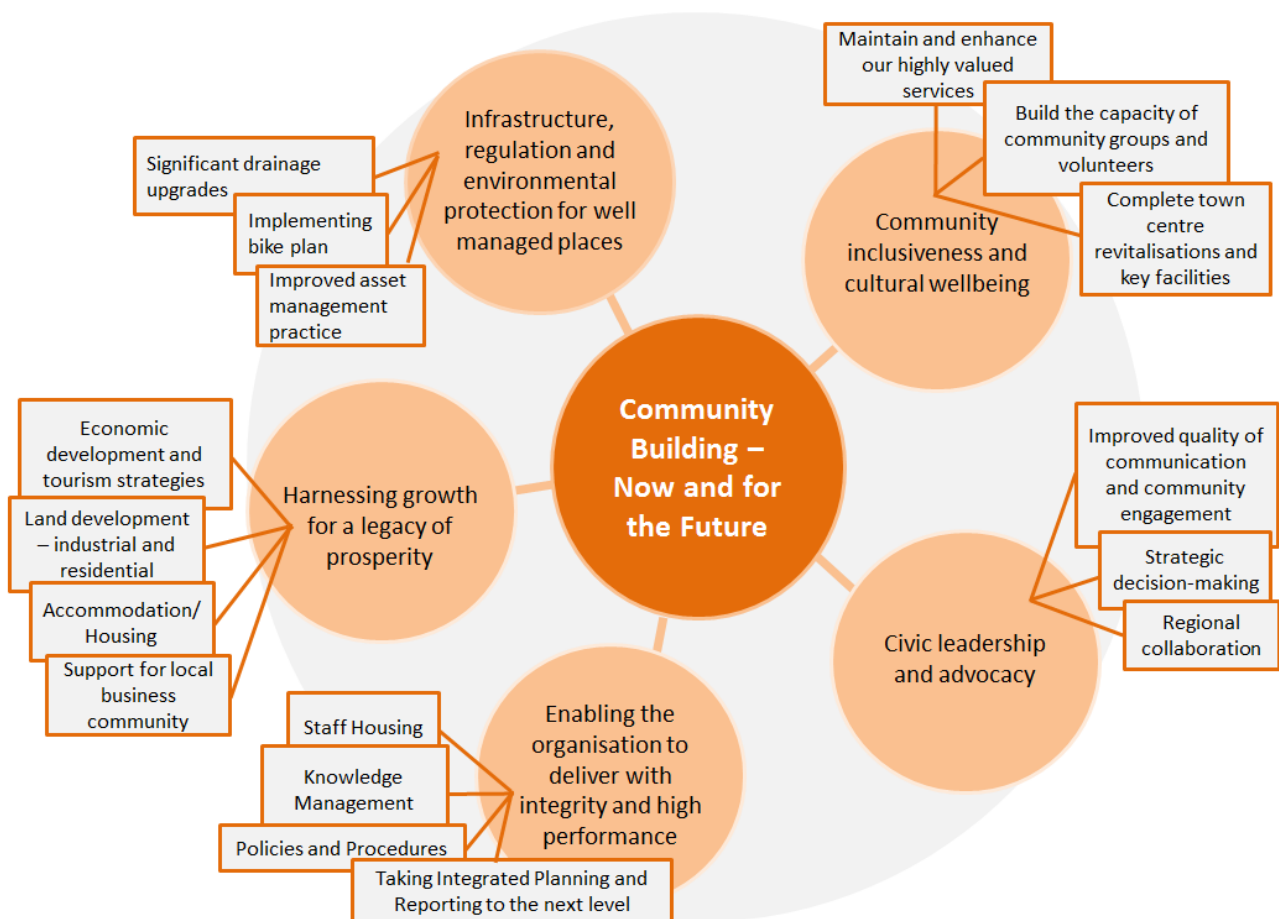 Maintain and enhance
our highly valued
services
Build the capacity of
community groups and
volunteers
Complete town
centre
revitalisations and
key facilities
Community
inclusiveness and
cultural wellbeing
Infrastructure,
regulation and
environmental
protection for well
managed places
Significant drainage
upgrades
Implementing
bike plan
Improved asset
management
practice
Community
Building –
Now and for
the Future
Economic
development and
tourism strategies
Land development
– industrial and
residential
Accommodation/
Housing
Support for local
business
community
Harnessing growth
for a legacy of
prosperity
Improved quality of
communication
and community
engagement
Strategic
decision-making
Regional
collaboration
Civic leadership
and advocacy
Enabling the
organisation to
deliver with
integrity and high
performance
Staff Housing
Knowledge
Management
Policies and Procedures
Taking Integrated Planning and
Reporting to the next level